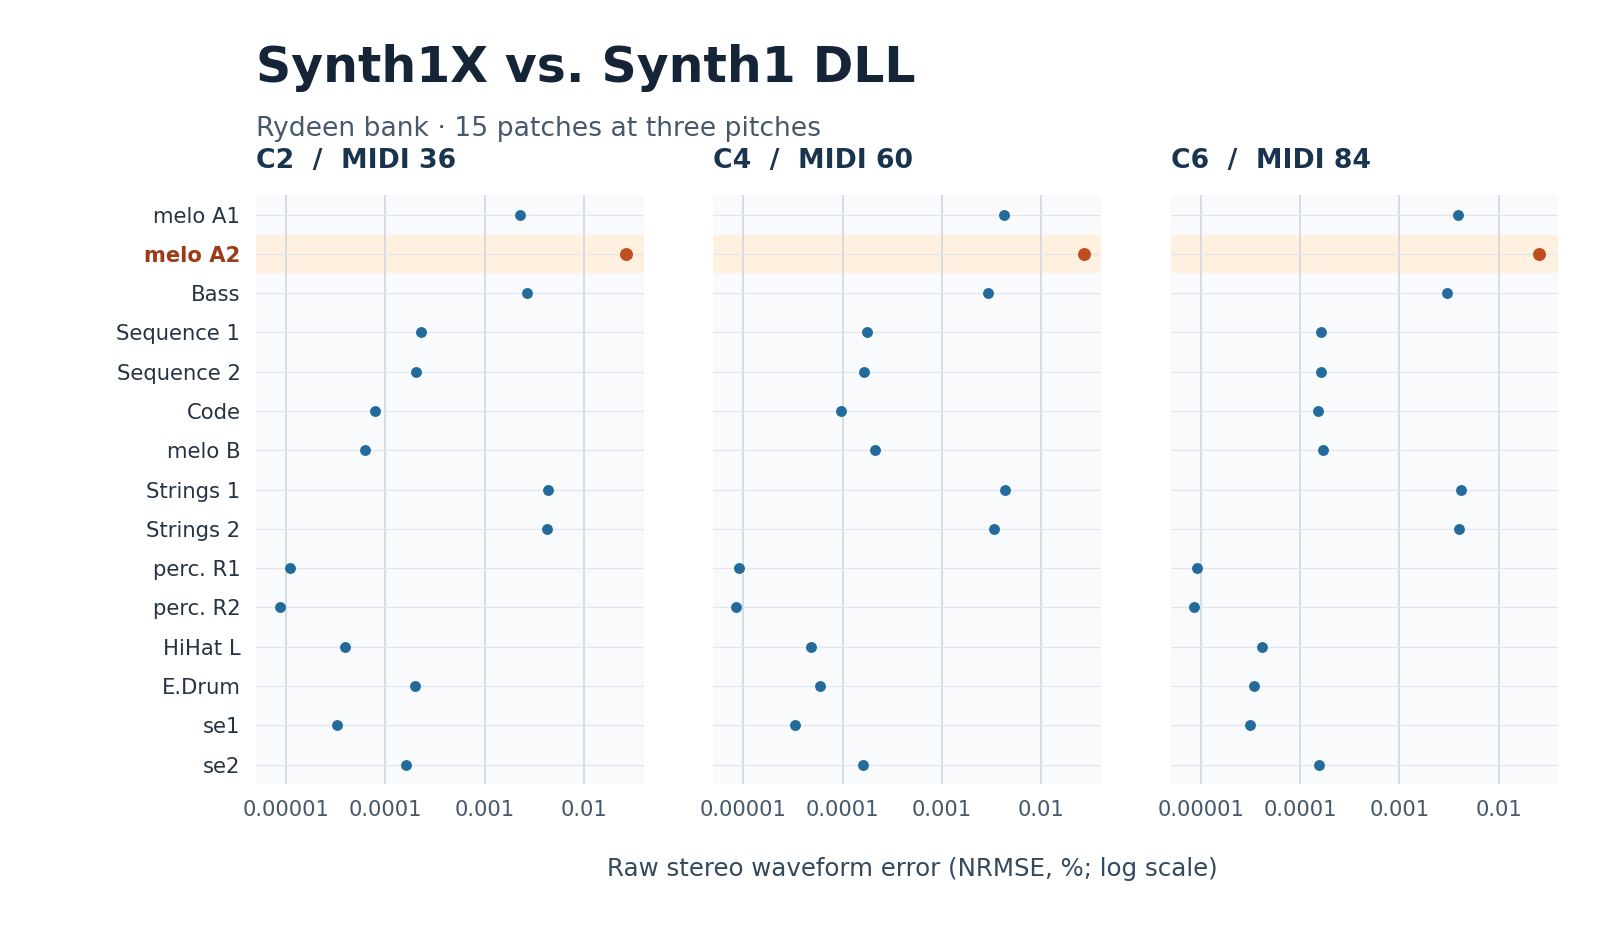 Synth1X vs. Synth1 DLL
Rydeen bank · 15 patches at three pitches
C2 / MIDI 36
C4 / MIDI 60
C6 / MIDI 84
melo A1
melo A2
Bass
Sequence 1
Sequence 2
Code
melo B
Strings 1
Strings 2
perc. R1
perc. R2
HiHat L
E.Drum
se1
se2
0.00001 0.0001 0.001 0.01
0.00001 0.0001 0.001 0.01
0.00001 0.0001 0.001 0.01
Raw stereo waveform error (NRMSE, %; log scale)